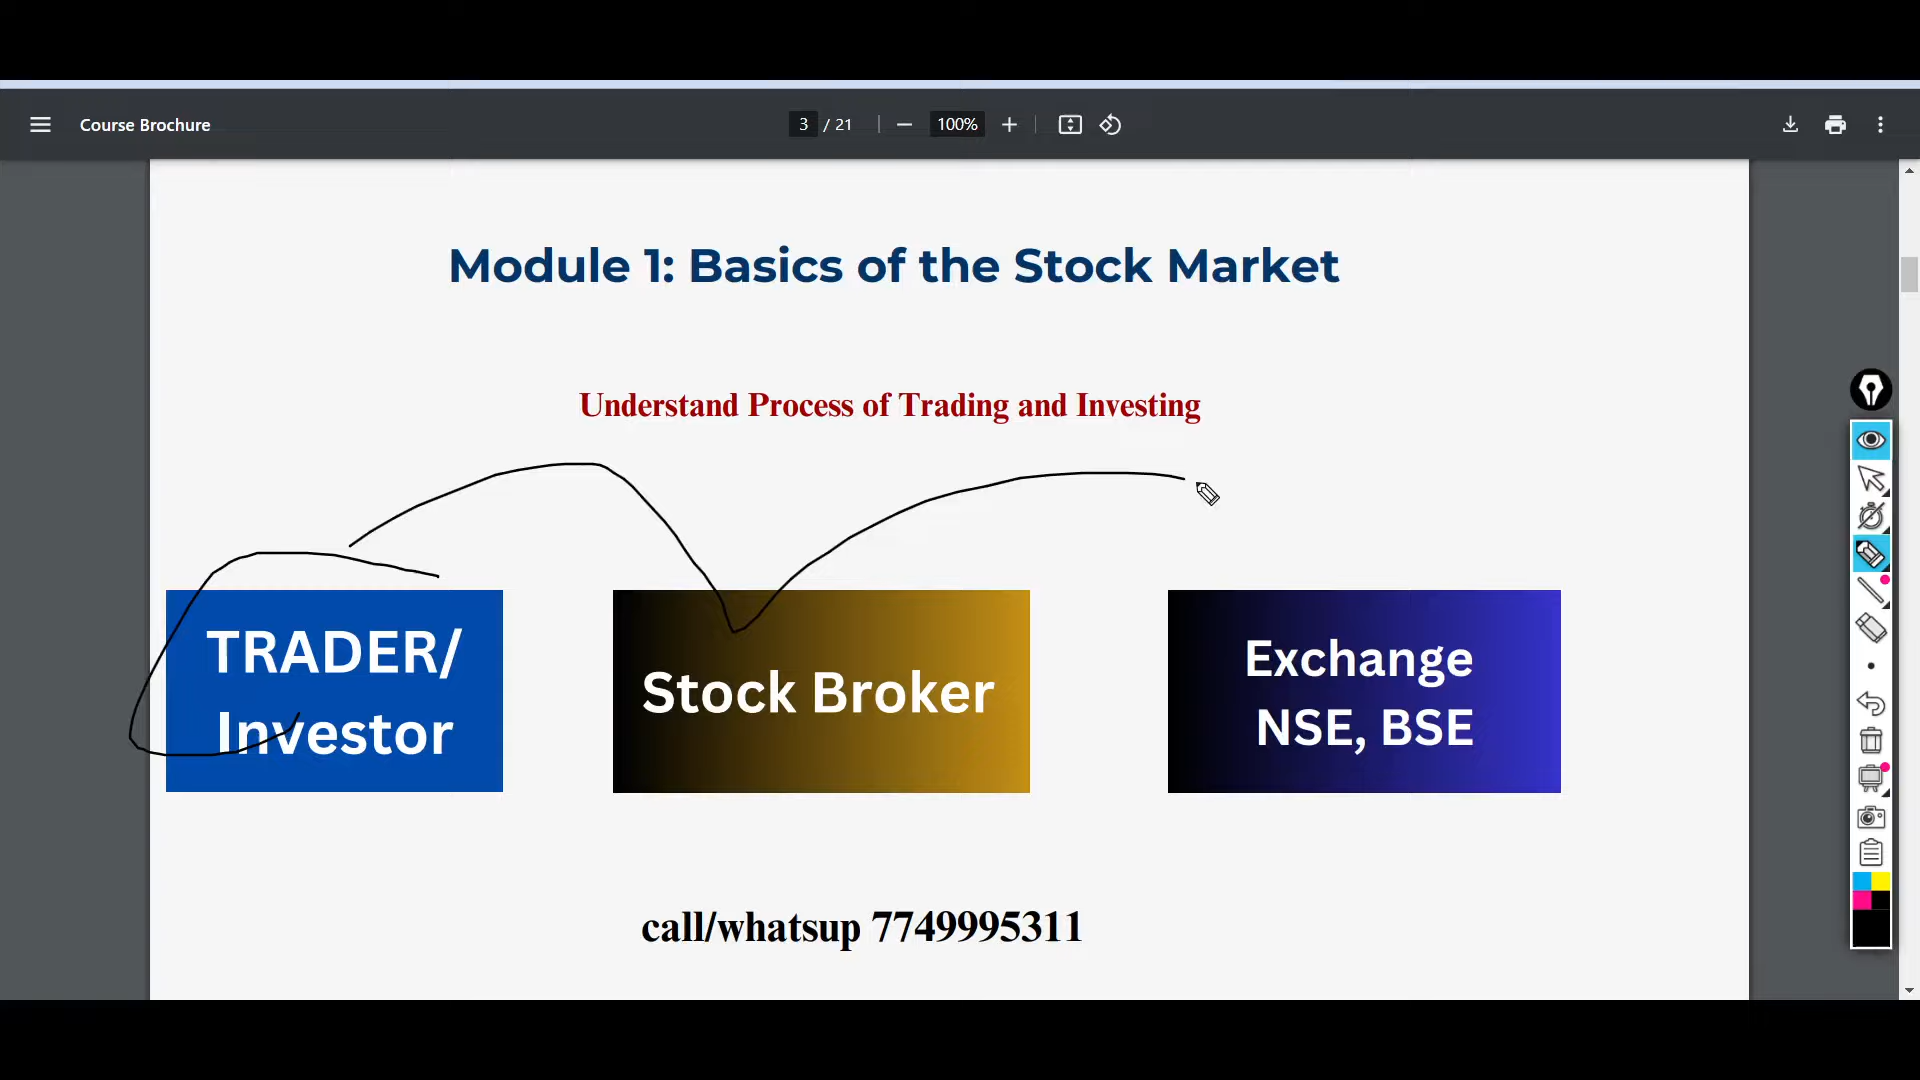 Course Brochure
3 / 21
100%
Module 1: Basics of the Stock Market
Understand Process of Trading and Investing
TRADER/
Investor
Stock Broker
Exchange
NSE, BSE
call/whatsup 7749995311